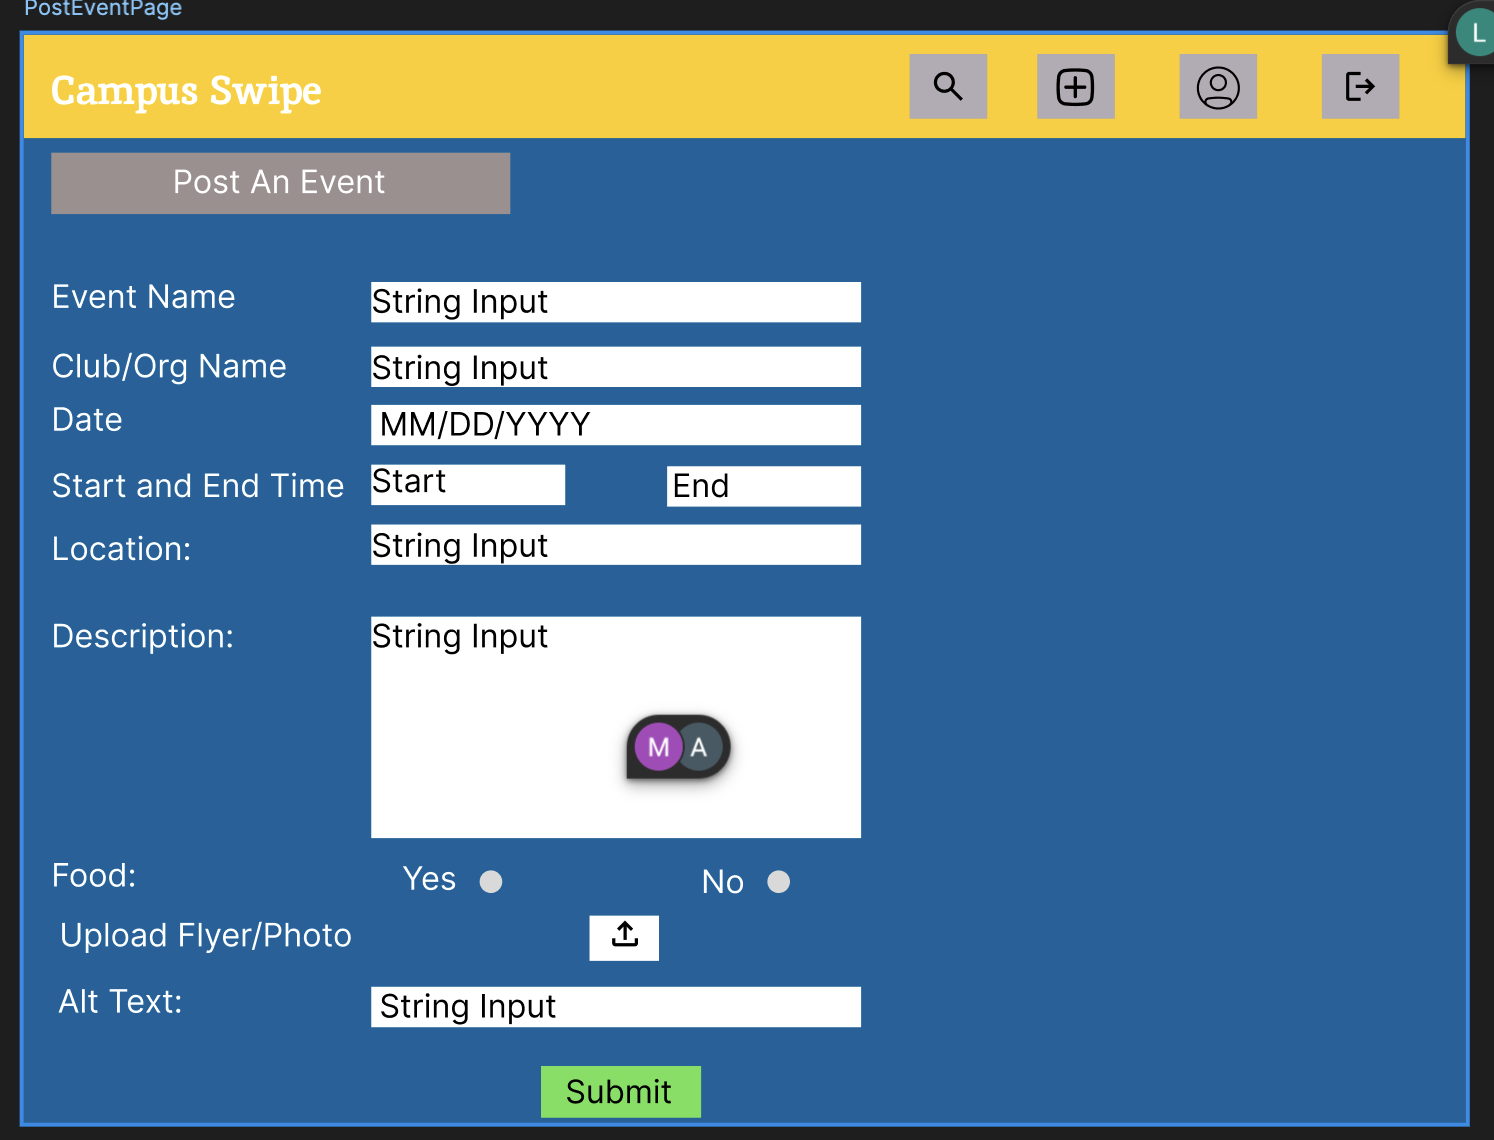 PostEventPage
L
Campus Swipe
Post An Event
Event Name String Input
Club/Org Name String Input
Date MM/DD/YYYY
Start and End Time Start End
Location: String Input
Description: String Input
M A
Food: Yes No
Upload Flyer/Photo
Alt Text: String Input
Submit